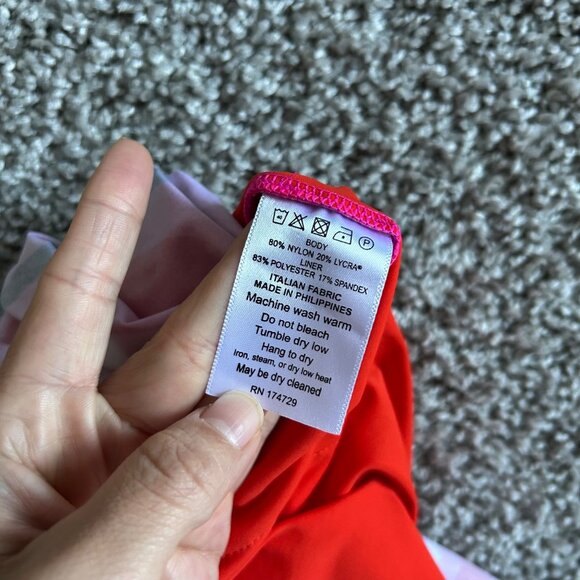 BODY
80% NYLON 20% LYCRA®
LINER
83% POLYESTER 17% SPANDEX
ITALIAN FABRIC
MADE IN PHILIPPINES
Machine wash warm
Do not bleach
Tumble dry low
Hang to dry
Iron, steam, or dry low heat
May be dry cleaned
RN 174729